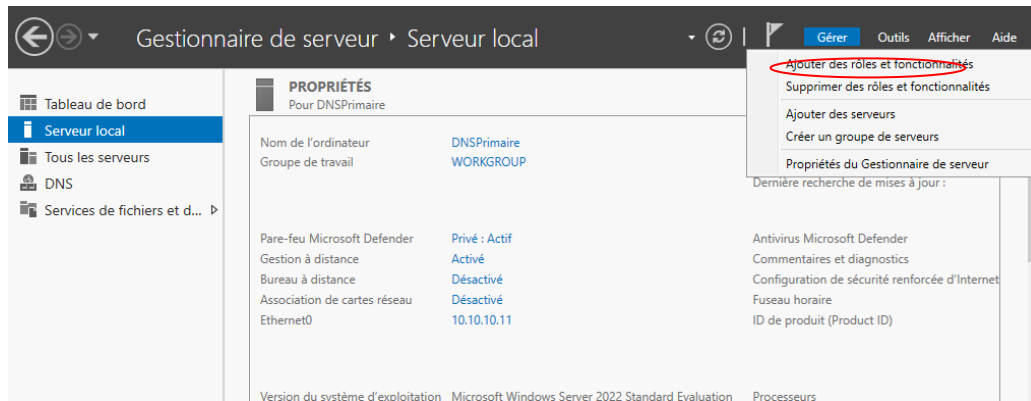 Gestionnaire de serveur ‣ Serveur local
Gérer Outils Afficher Aide
Ajouter des rôles et fonctionnalités
Supprimer des rôles et fonctionnalités
Ajouter des serveurs
Créer un groupe de serveurs
Propriétés du Gestionnaire de serveur
Tableau de bord
Serveur local
Tous les serveurs
DNS
Services de fichiers et d...
PROPRIÉTÉS
Pour DNSPrimaire
Nom de l'ordinateur DNSPrimaire
Groupe de travail WORKGROUP
Dernière recherche de mises à jour :
Pare-feu Microsoft Defender Privé : Actif Antivirus Microsoft Defender
Gestion à distance Activé Commentaires et diagnostics
Bureau à distance Désactivé Configuration de sécurité renforcée d'Internet
Association de cartes réseau Désactivé Fuseau horaire
Ethernet0 10.10.10.11 ID de produit (Product ID)
Version du système d'exploitation Microsoft Windows Server 2022 Standard Evaluation Processeurs